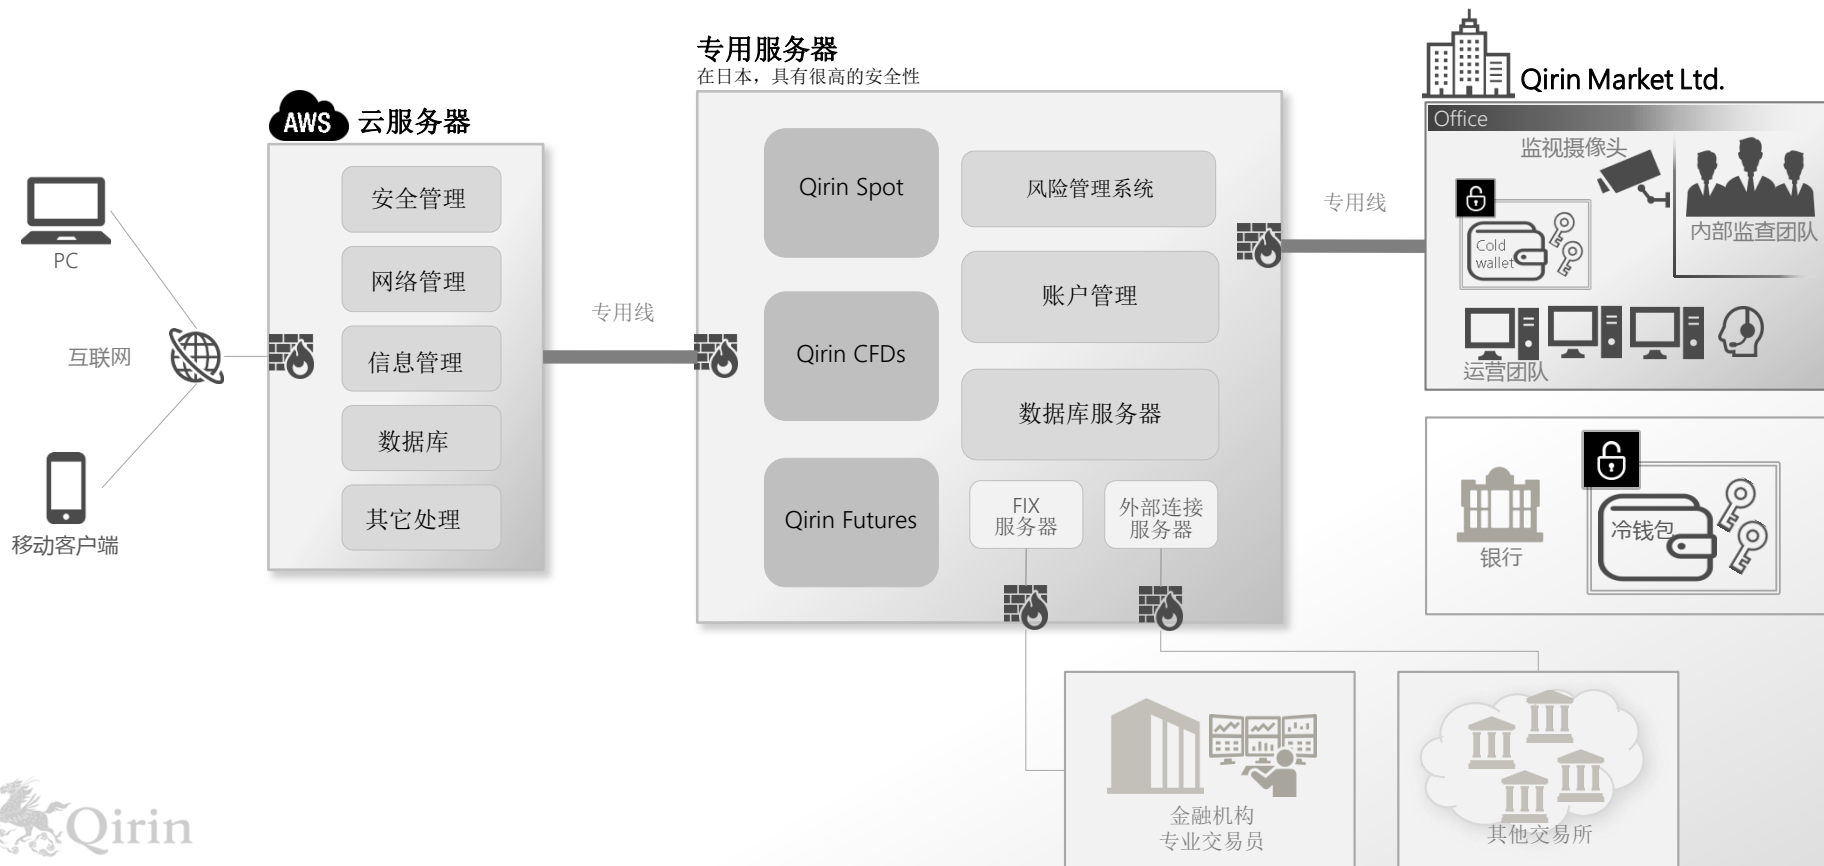 专用服务器
在日本，具有很高的安全性
Qirin Market Ltd.
AWS
云服务器
Office
监视摄像头
内部监查团队
Cold
wallet
运营团队
PC
互联网
移动客户端
安全管理
网络管理
信息管理
数据库
其它处理
专用线
Qirin Spot
Qirin CFDs
Qirin Futures
风险管理系统
账户管理
数据库服务器
FIX
服务器
外部连接
服务器
专用线
银行
冷钱包
金融机构
专业交易员
其他交易所
Qirin